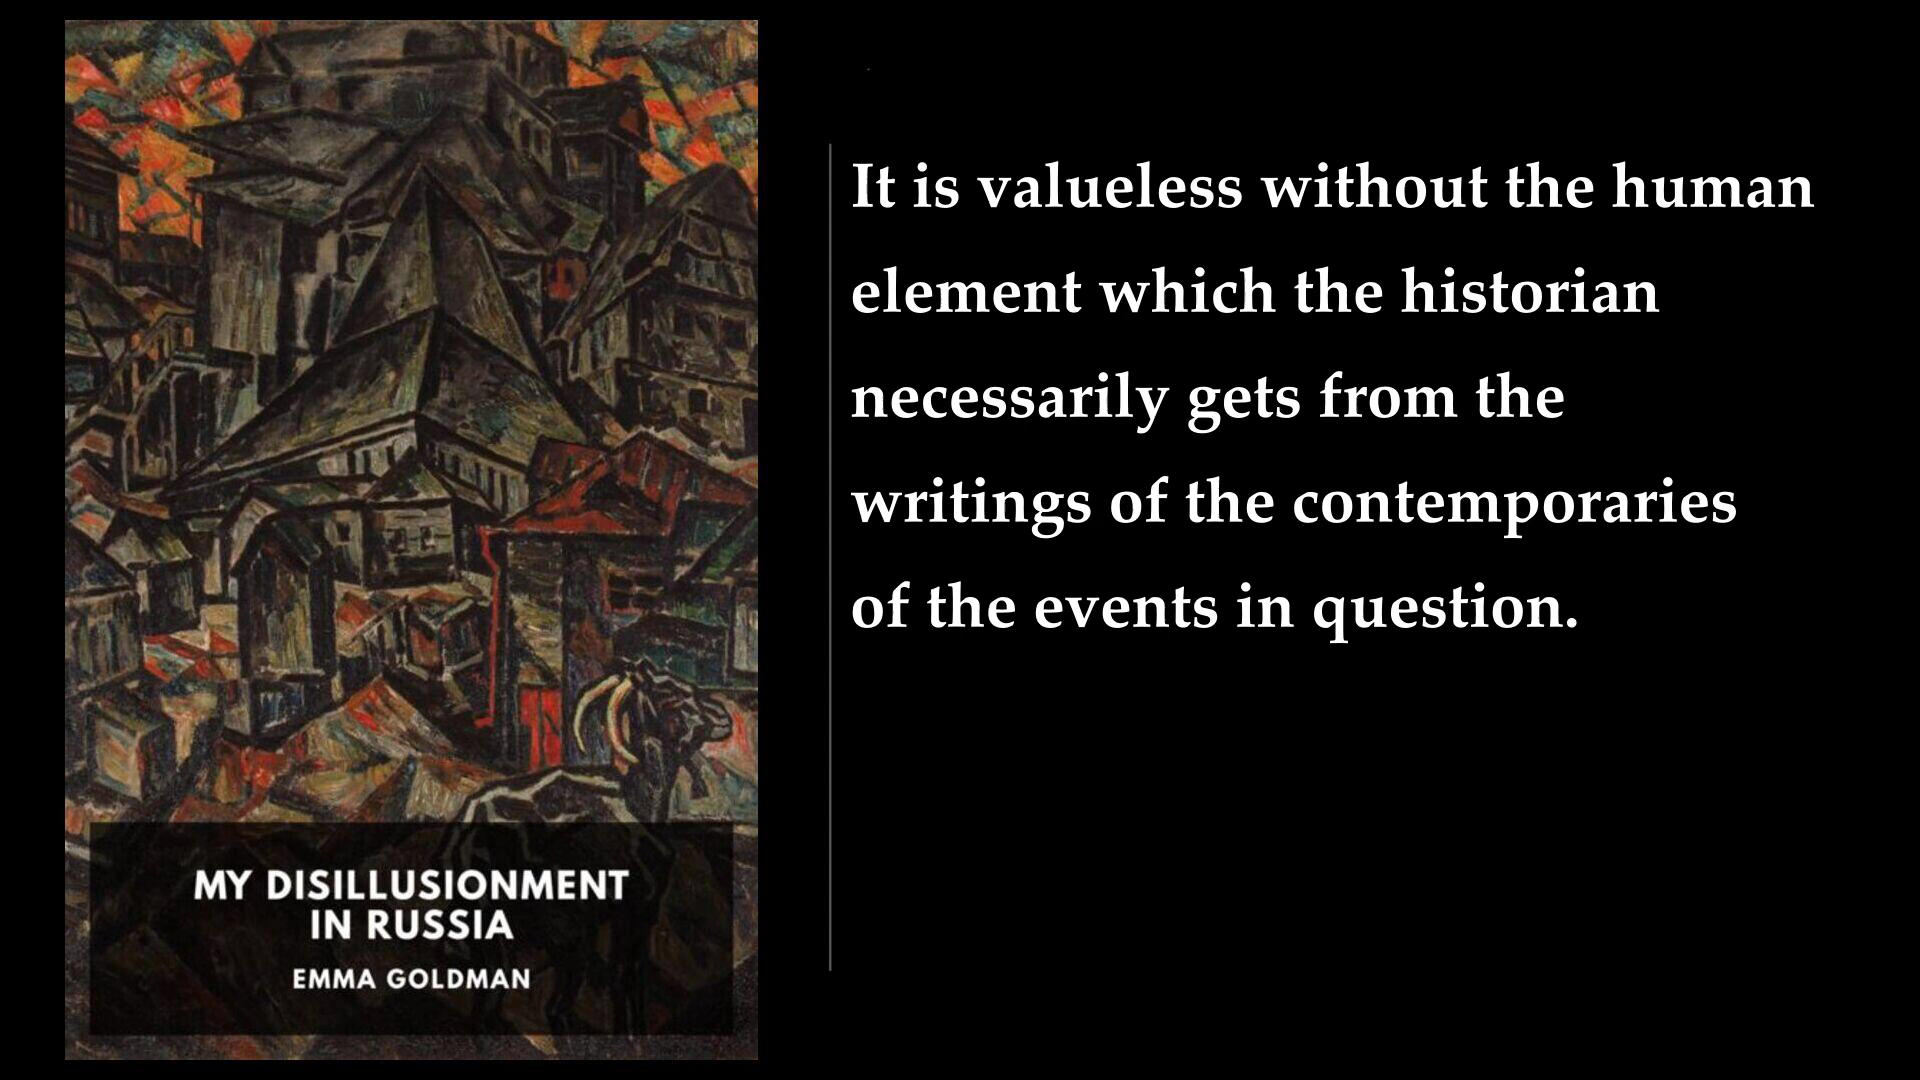 It is valueless without the human
element which the historian
necessarily gets from the
writings of the contemporaries
of the events in question.
MY DISILLUSIONMENT
IN RUSSIA
EMMA GOLDMAN